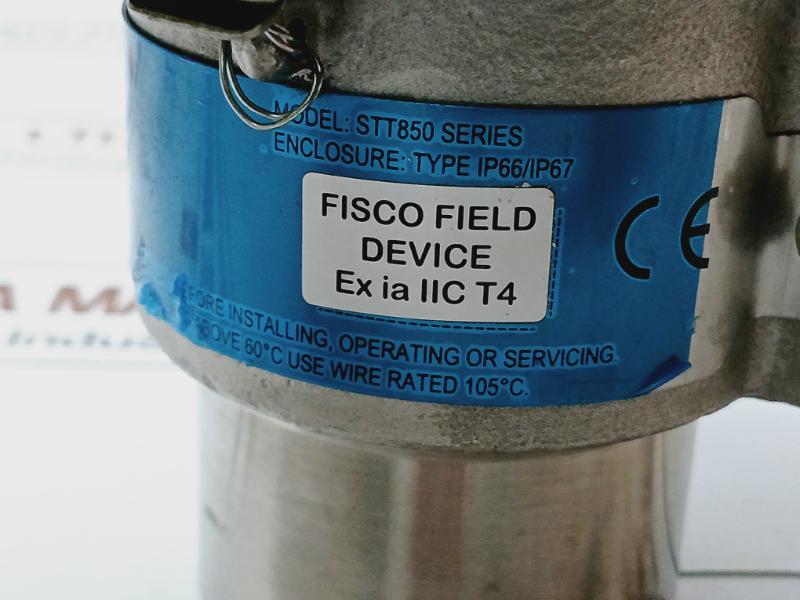 MODEL: STT850 SERIES
ENCLOSURE: TYPE IP66/IP67
FISCO FIELD
DEVICE
Ex ia IIC T4
CE
INSTALLING, OPERATING OR SERVICING.
60°C USE WIRE RATED 105°C.